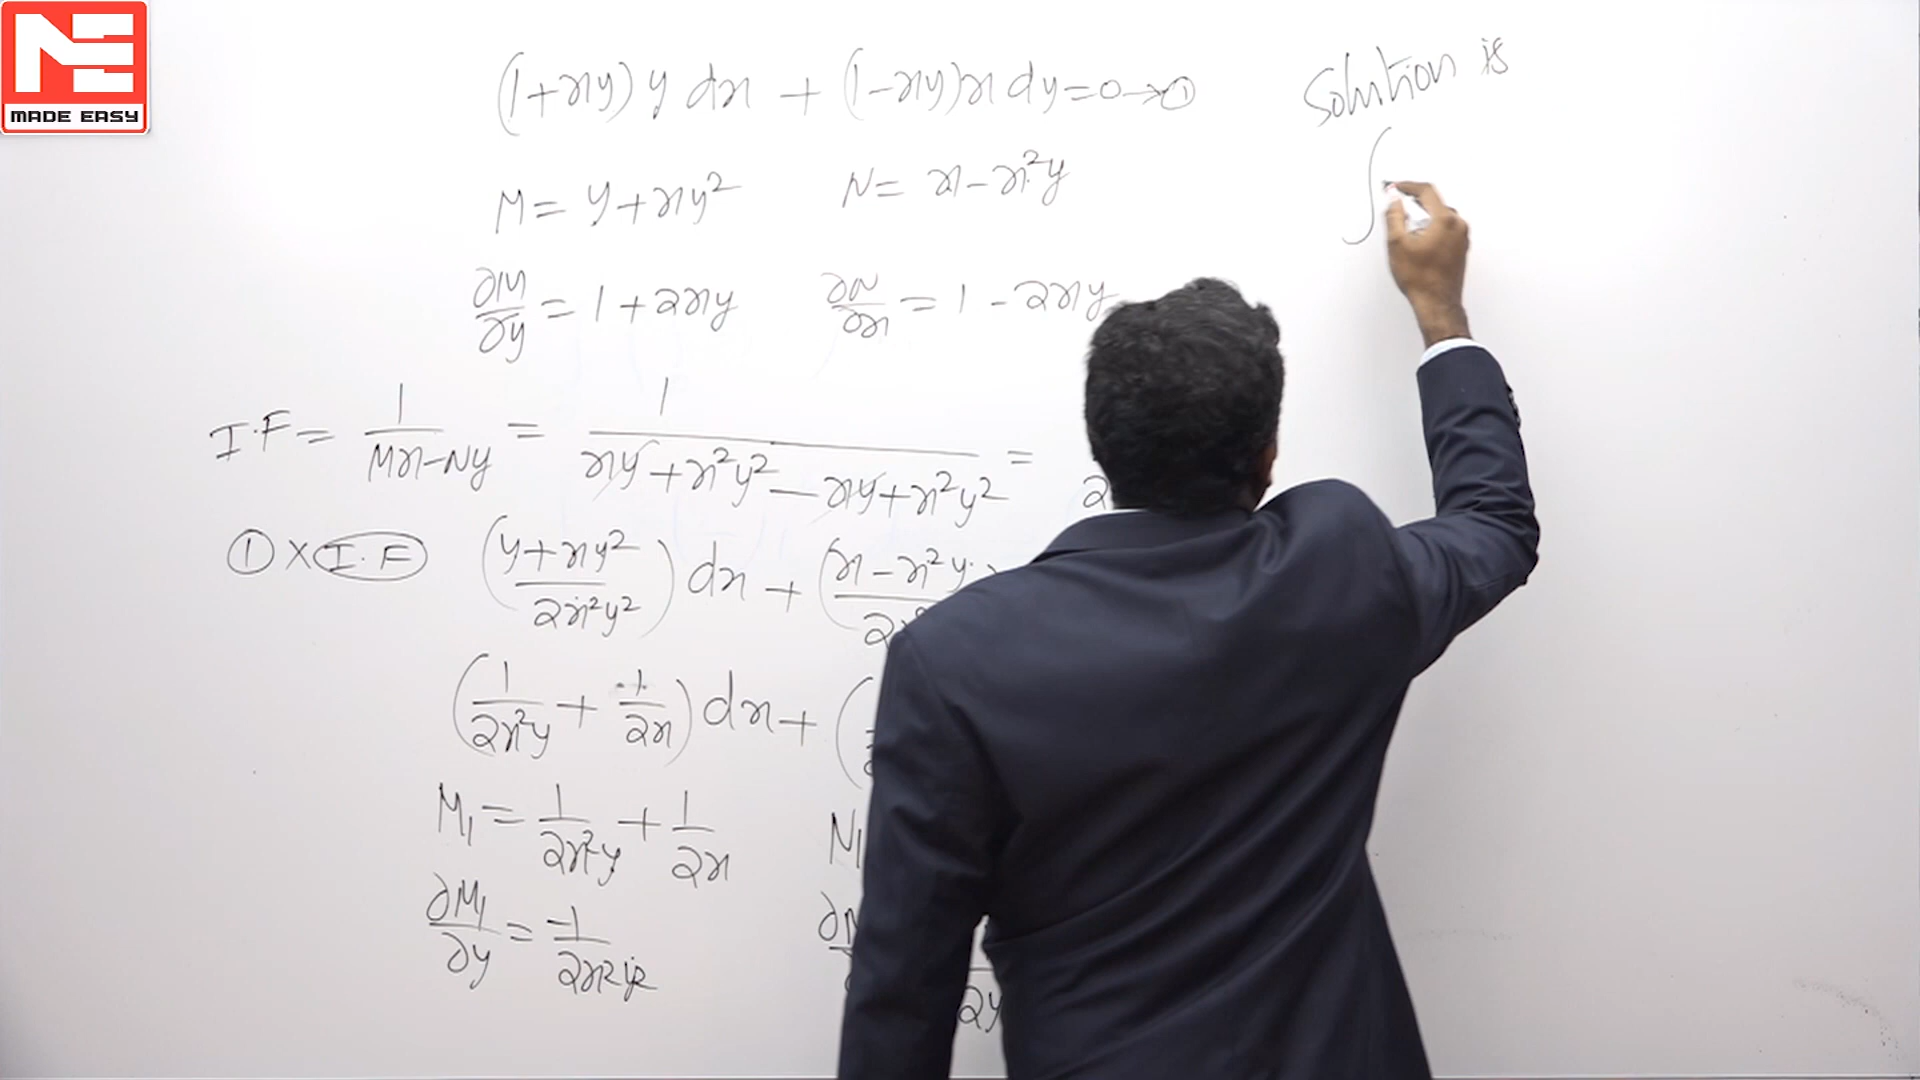 MADE EASY
(1+xy) y dx + (1-xy)x dy=0→①
M = y+xy² N = x-x²y
∂M/∂y = 1+2xy ∂N/∂x = 1-2xy
I.F = 1/(Mx-Ny) = 1/(xy+x²y²-xy+x²y²) =
① X I.F ((y+xy²)/(2x²y²)) dx + (x-x²y
(1/(2x²y) + 1/(2x)) dx + (
M₁ = 1/(2x²y) + 1/(2x) N₁
∂M₁/∂y = -1/(2x²y²)
Solution is
∫